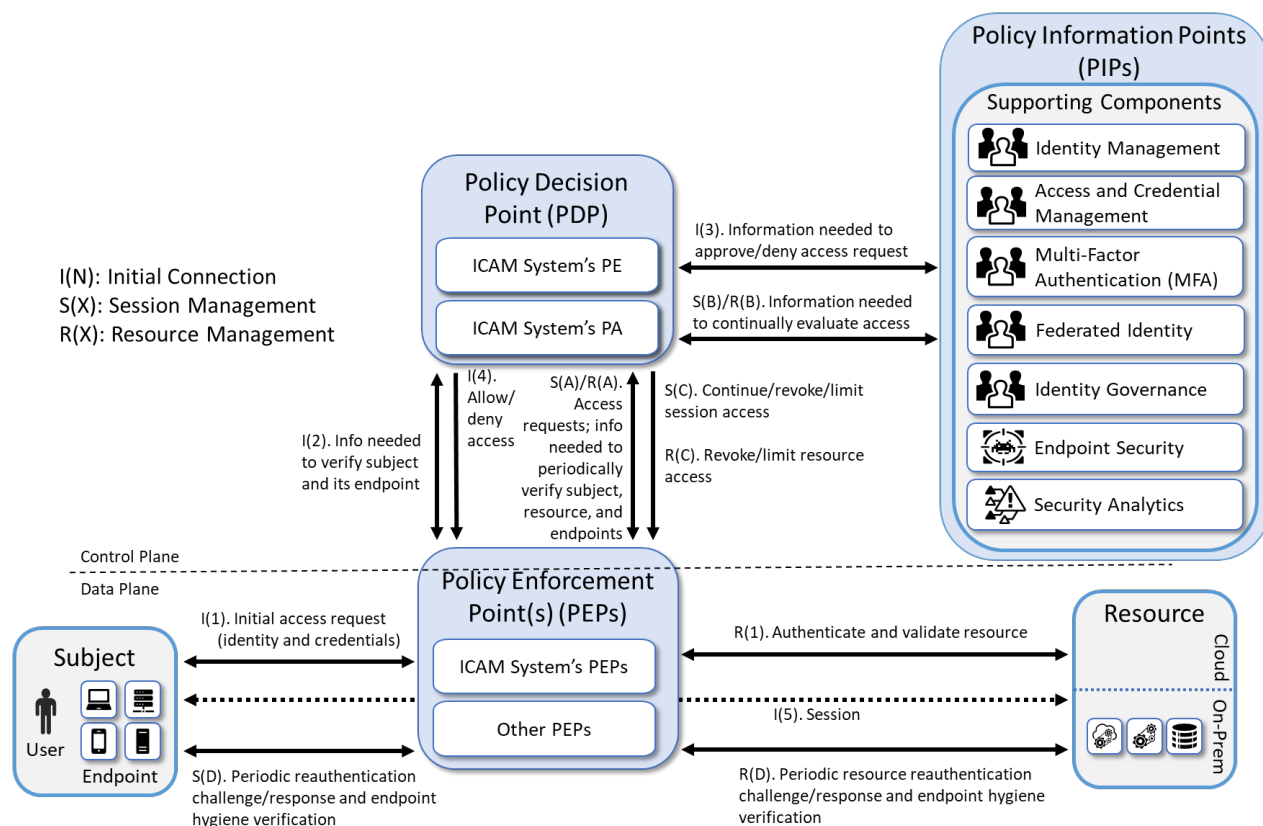 Policy Information Points
(PIPs)
Supporting Components
Identity Management
Access and Credential
Management
Multi-Factor
Authentication (MFA)
Federated Identity
Identity Governance
Endpoint Security
Security Analytics
Policy Decision
Point (PDP)
ICAM System's PE
ICAM System's PA
I(3). Information needed to
approve/deny access request
S(B)/R(B). Information needed
to continually evaluate access
I(N): Initial Connection
S(X): Session Management
R(X): Resource Management
I(2). Info needed
to verify subject
and its endpoint
I(4).
Allow/
deny
access
S(A)/R(A).
Access
requests; info
needed to
periodically
verify subject,
resource, and
endpoints
S(C). Continue/revoke/limit
session access
R(C). Revoke/limit resource
access
Control Plane
Data Plane
Policy Enforcement
Point(s) (PEPs)
ICAM System's PEPs
Other PEPs
I(1). Initial access request
(identity and credentials)
Subject
User
Endpoint
S(D). Periodic reauthentication
challenge/response and endpoint
hygiene verification
R(1). Authenticate and validate resource
I(5). Session
R(D). Periodic resource reauthentication
challenge/response and endpoint hygiene
verification
Resource
Cloud
On-Prem